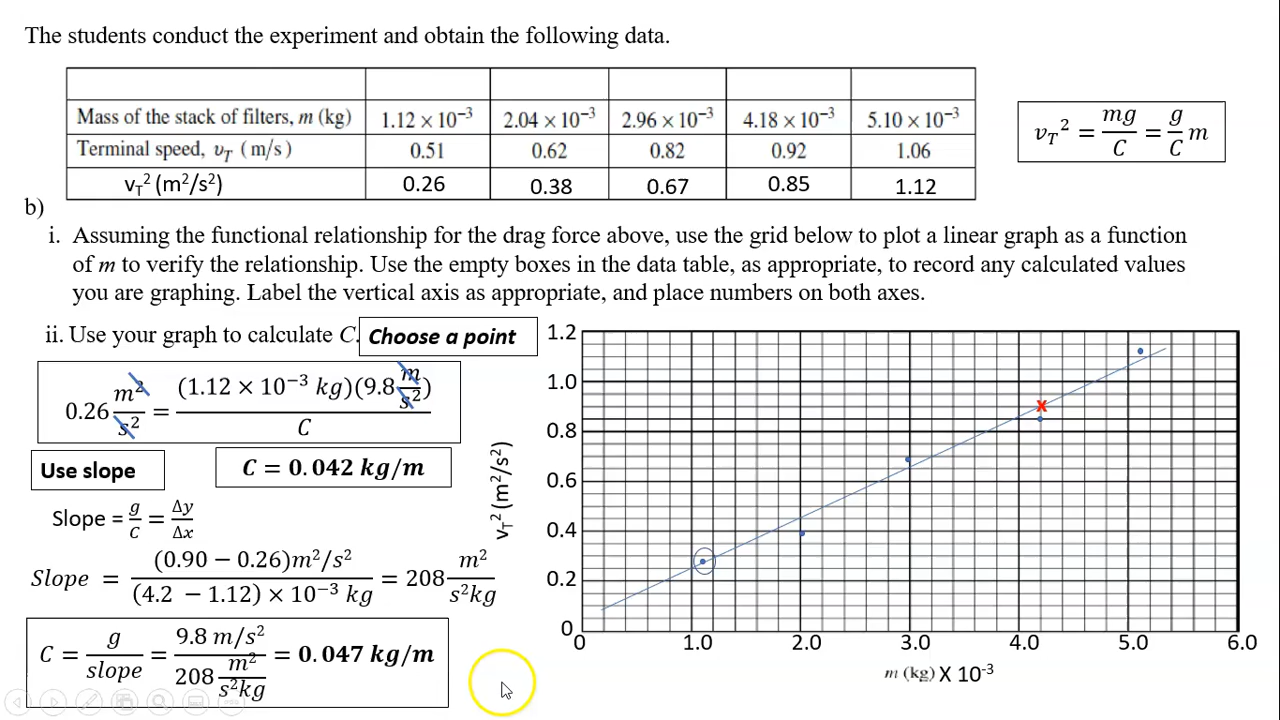 The students conduct the experiment and obtain the following data.
Mass of the stack of filters, m (kg) 1.12 × 10⁻³ 2.04 × 10⁻³ 2.96 × 10⁻³ 4.18 × 10⁻³ 5.10 × 10⁻³
Terminal speed, υ_T (m/s) 0.51 0.62 0.82 0.92 1.06
v_T² (m²/s²) 0.26 0.38 0.67 0.85 1.12
v_T² = mg/C = g/C m
b)
i. Assuming the functional relationship for the drag force above, use the grid below to plot a linear graph as a function
of m to verify the relationship. Use the empty boxes in the data table, as appropriate, to record any calculated values
you are graphing. Label the vertical axis as appropriate, and place numbers on both axes.
ii. Use your graph to calculate C.
Choose a point
0.26 m²/s² = (1.12 × 10⁻³ kg)(9.8 m/s²)/C
C = 0.042 kg/m
Use slope
Slope = g/C = Δy/Δx
Slope = (0.90 − 0.26)m²/s² / (4.2 − 1.12) × 10⁻³ kg = 208 m²/s²kg
C = g/slope = 9.8 m/s² / 208 m²/s²kg = 0.047 kg/m
v_T² (m²/s²)
1.2
1.0
0.8
0.6
0.4
0.2
0
0 1.0 2.0 3.0 4.0 5.0 6.0
x
m (kg) X 10⁻³